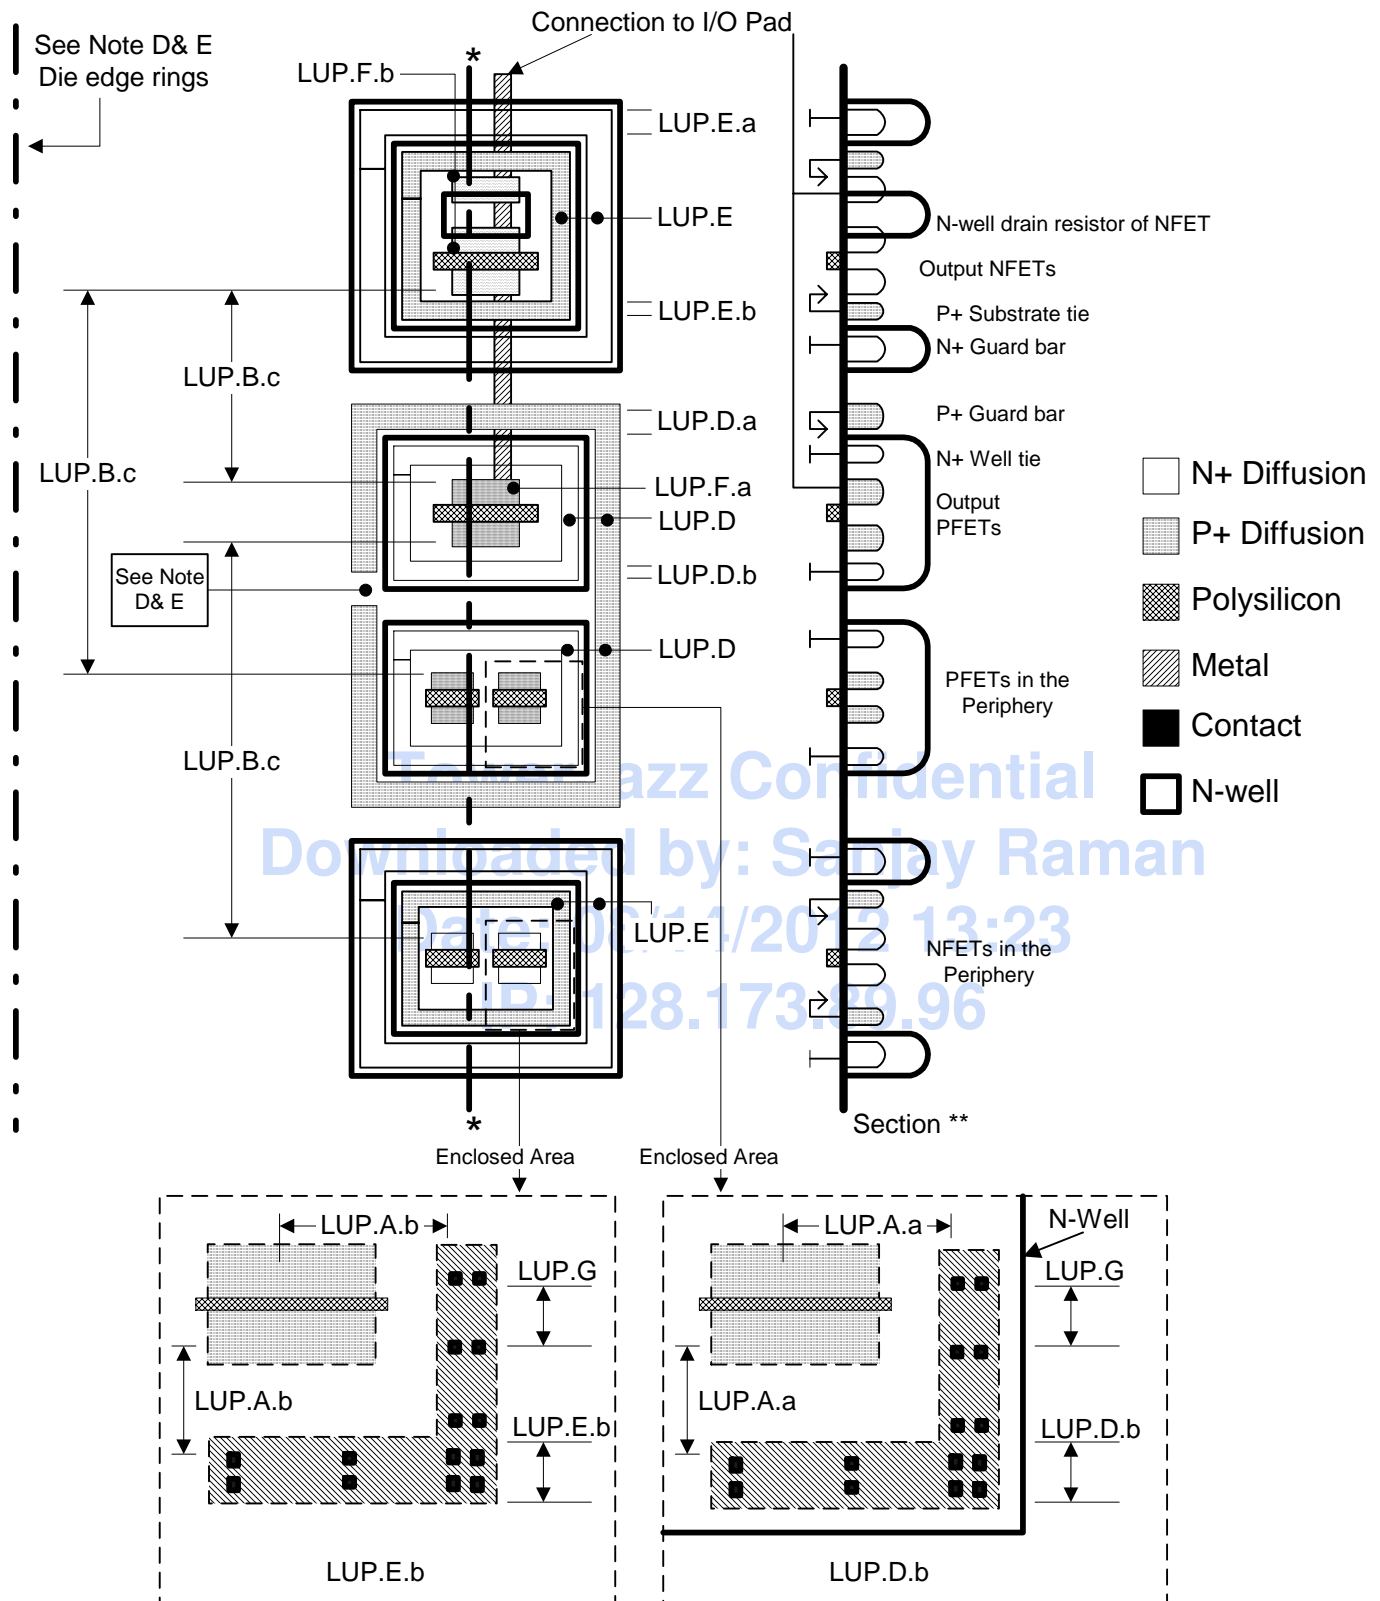 Connection to I/O Pad
See Note D& E
Die edge rings
*
LUP.F.b
LUP.E.a
LUP.E
N-well drain resistor of NFET
Output NFETs
LUP.E.b
P+ Substrate tie
N+ Guard bar
LUP.B.c
LUP.D.a
P+ Guard bar
LUP.B.c
N+ Well tie
N+ Diffusion
LUP.F.a
Output
PFETs
LUP.D
P+ Diffusion
See Note
D& E
LUP.D.b
Polysilicon
LUP.D
Metal
PFETs in the
Periphery
Contact
LUP.B.c
TowerJazz Confidential
N-well
Downloaded by: Sanjay Raman
Date: 08/14/2012 13:23
LUP.E
NFETs in the
Periphery
IP: 128.173.89.96
*
Section **
Enclosed Area
Enclosed Area
LUP.A.b
LUP.A.a
N-Well
LUP.G
LUP.G
LUP.A.b
LUP.A.a
LUP.E.b
LUP.D.b
LUP.E.b
LUP.D.b